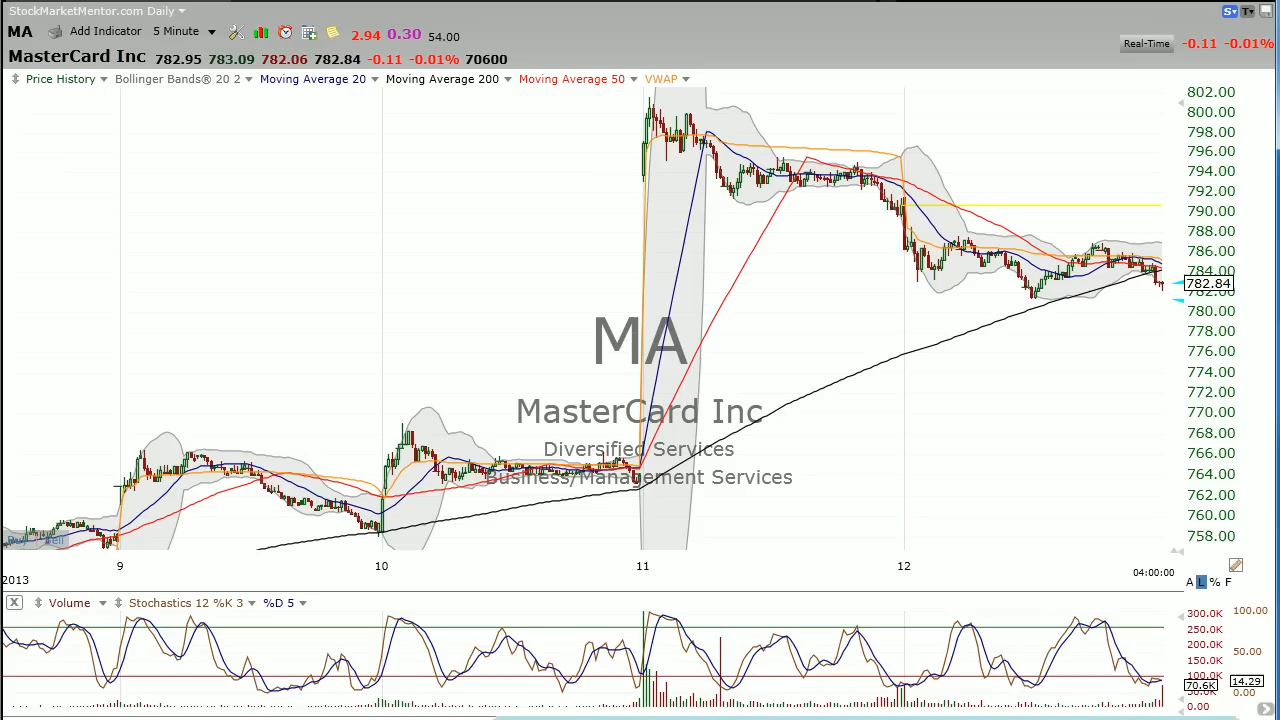 StockMarketMentor.com Daily
S T
MA Add Indicator 5 Minute 2.94 0.30 54.00
MasterCard Inc 782.95 783.09 782.06 782.84 -0.11 -0.01% 70600
Real-Time -0.11 -0.01%
Price History Bollinger Bands® 20 2 Moving Average 20 Moving Average 200 Moving Average 50 VWAP
802.00
800.00
798.00
796.00
794.00
792.00
790.00
788.00
786.00
784.00
782.84
782.00
780.00
778.00
776.00
774.00
772.00
770.00
768.00
766.00
764.00
762.00
760.00
758.00
MA
MasterCard Inc
Diversified Services
Business/Management Services
Buy Sell
9 10 11 12
2013 04:00:00
A L % F
X Volume Stochastics 12 %K 3 %D 5
300.0K
250.0K
200.0K
150.0K
100.0K
70.6K
50.0K
0.00
100.00
50.00
14.29
0.00